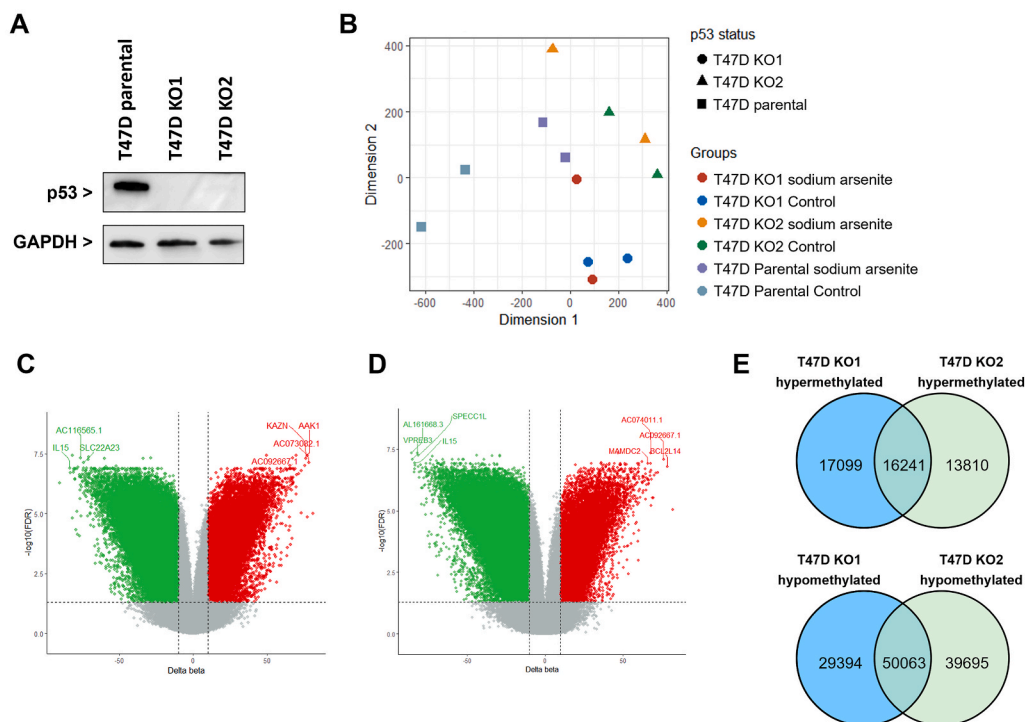 A
T47D parental
T47D KO1
T47D KO2
p53 >
GAPDH >
B
400
200
0
-200
-600
-400
-200
0
200
400
Dimension 2
Dimension 1
p53 status
T47D KO1
T47D KO2
T47D parental
Groups
T47D KO1 sodium arsenite
T47D KO1 Control
T47D KO2 sodium arsenite
T47D KO2 Control
T47D Parental sodium arsenite
T47D Parental Control
C
AC116565.1
IL15
SLC22A23
KAZN
AAK1
AC073082.1
AC092667
7.5
5.0
2.5
0.0
-log10(FDR)
-50
0
50
Delta beta
D
SPECC1L
AL161668.3
VPREB3
IL15
AC074011.1
AC092667.1
MAMDC2
BCL2L14
7.5
5.0
2.5
0.0
-log10(FDR)
-50
0
50
Delta beta
E
T47D KO1
hypermethylated
T47D KO2
hypermethylated
17099
16241
13810
T47D KO1
hypomethylated
T47D KO2
hypomethylated
29394
50063
39695